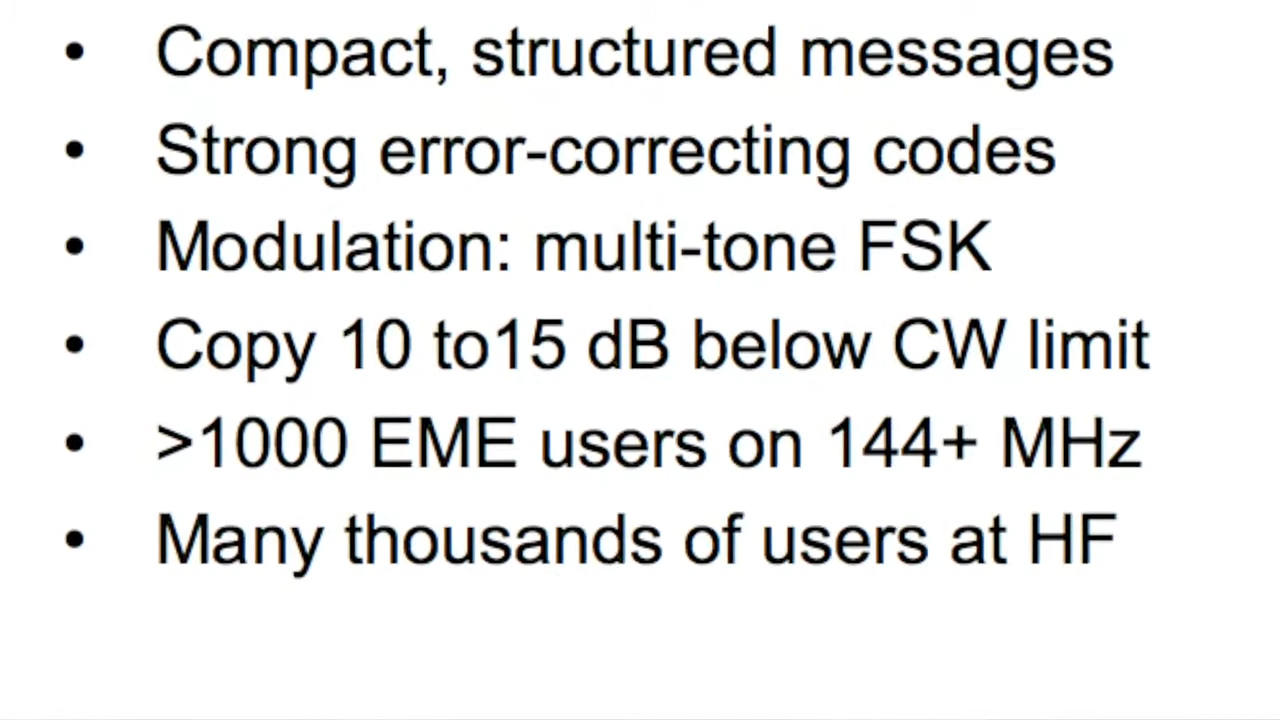 • Compact, structured messages
• Strong error-correcting codes
• Modulation: multi-tone FSK
• Copy 10 to15 dB below CW limit
• >1000 EME users on 144+ MHz
• Many thousands of users at HF